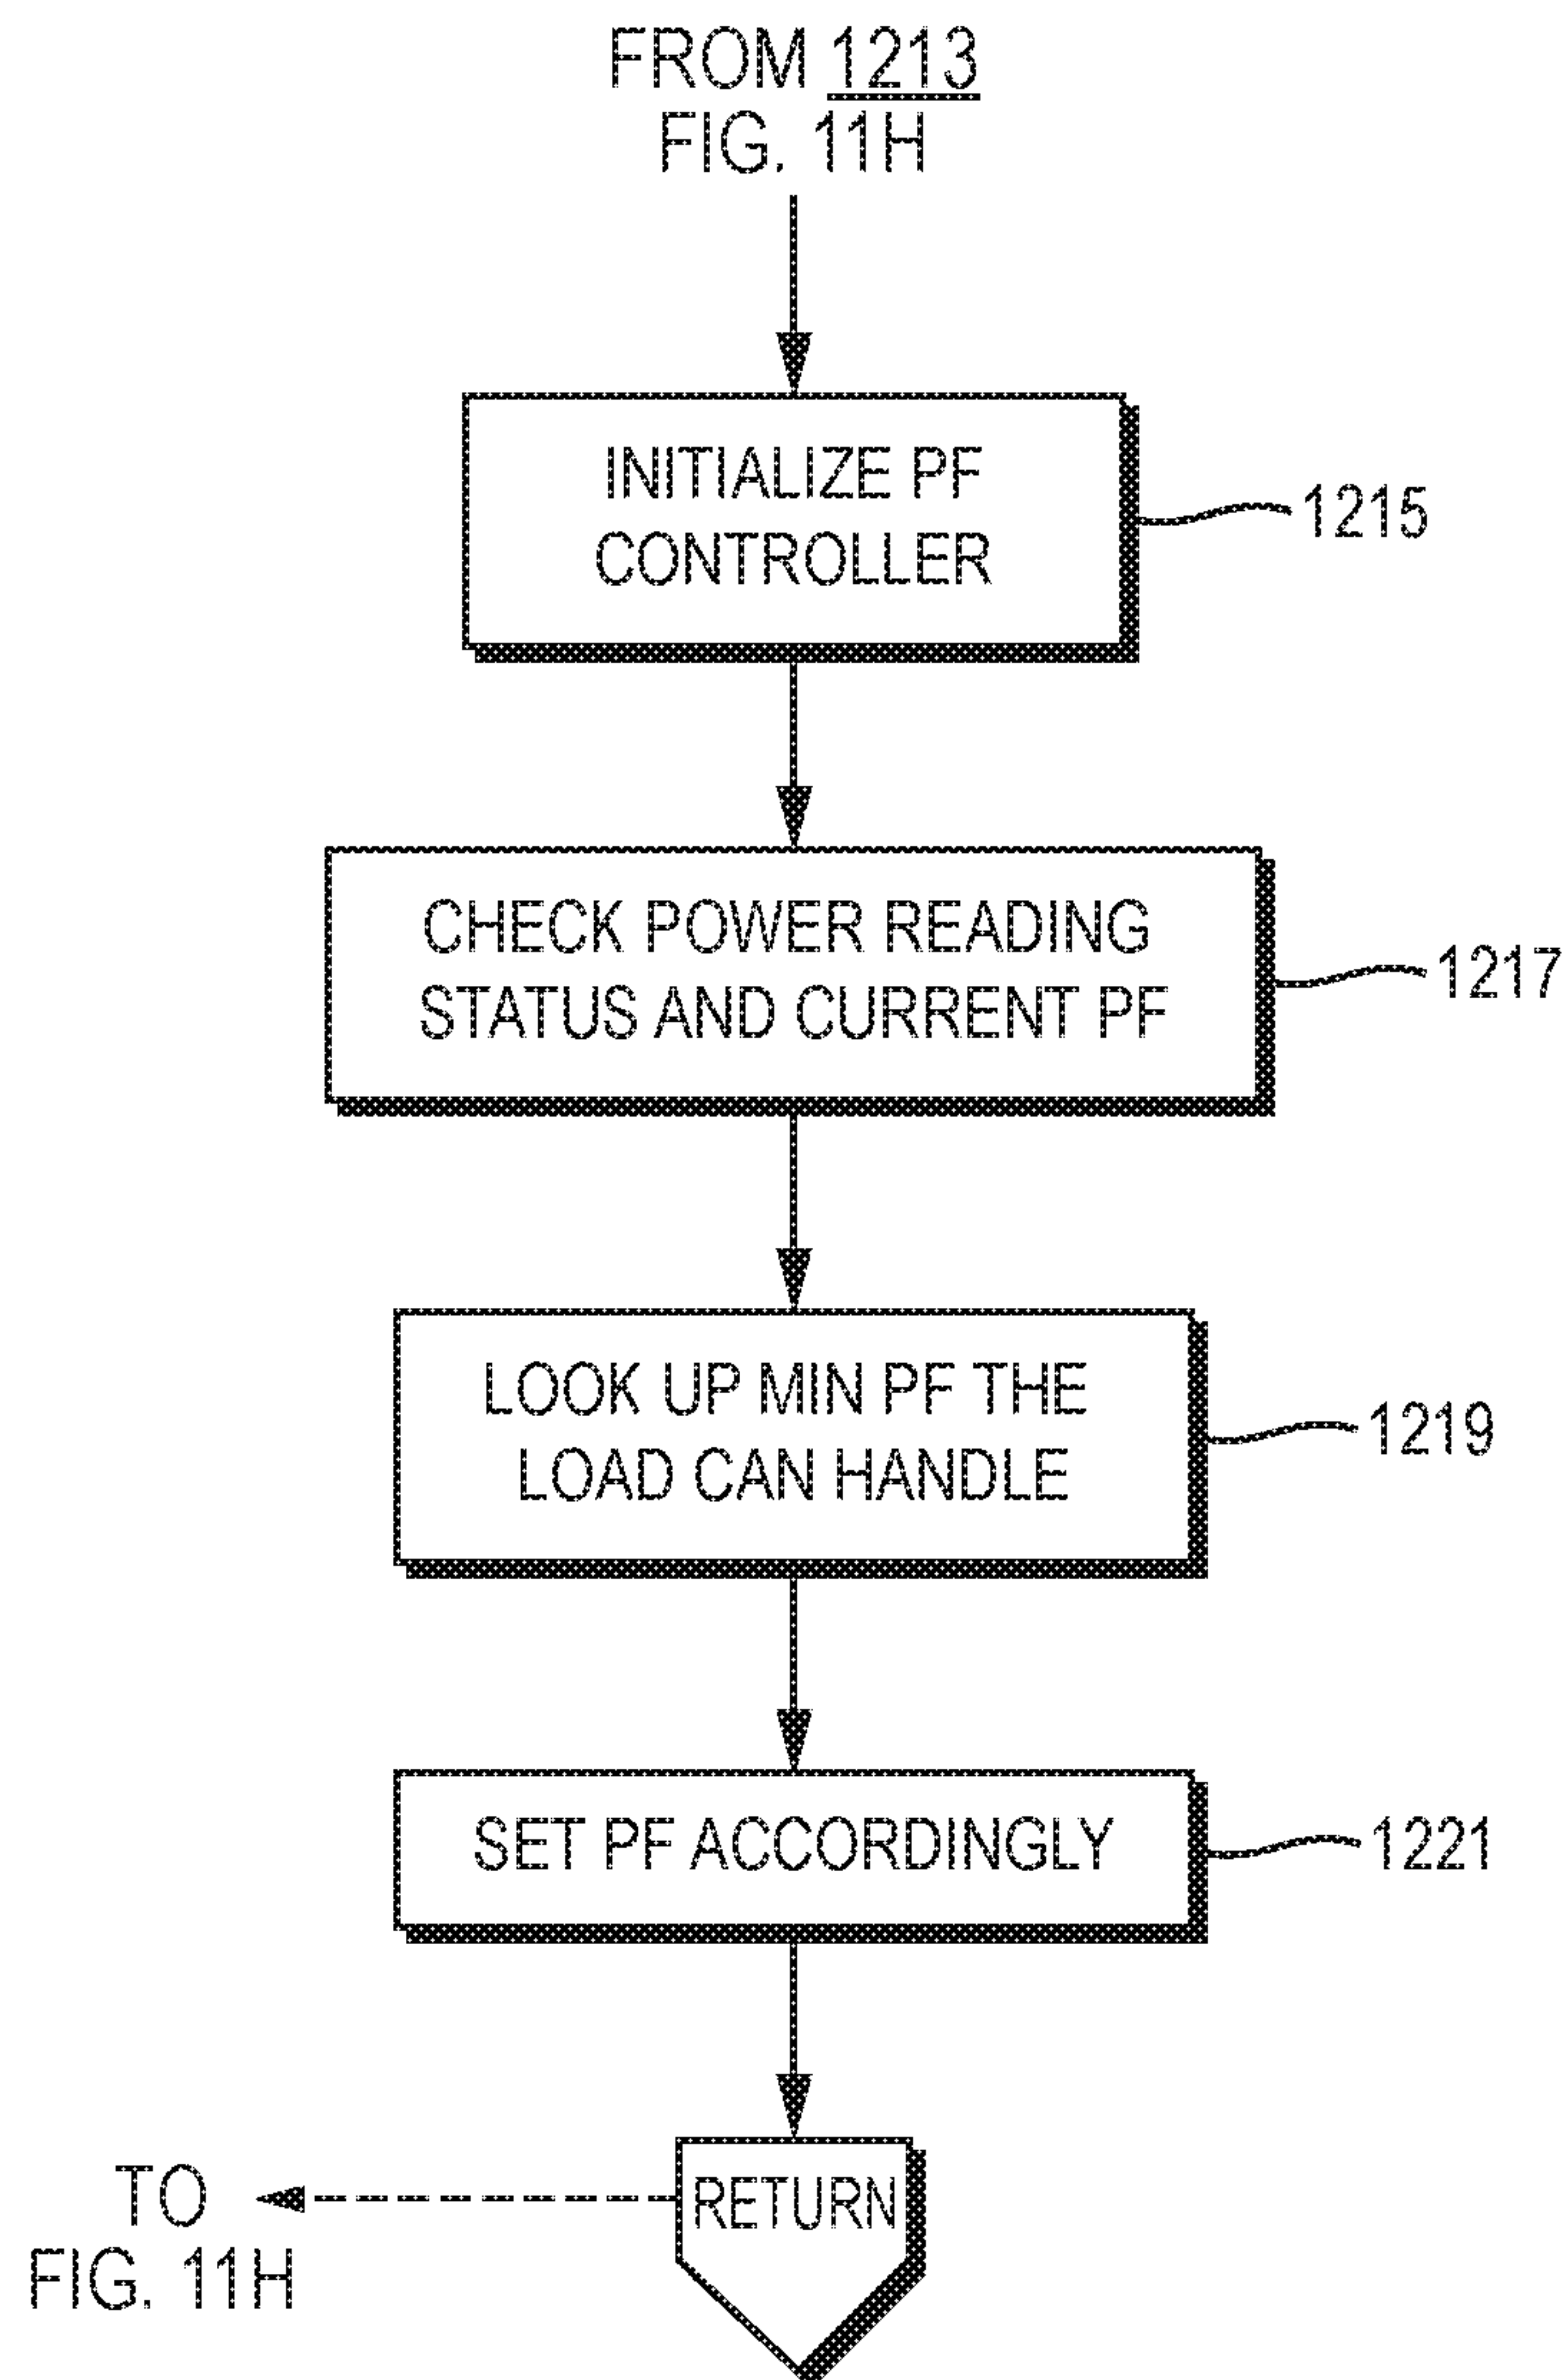 FROM 1213
FIG. 11H
INITIALIZE PF
CONTROLLER
1215
CHECK POWER READING
STATUS AND CURRENT PF
1217
LOOK UP MIN PF THE
LOAD CAN HANDLE
1219
SET PF ACCORDINGLY
1221
RETURN
TO
FIG. 11H